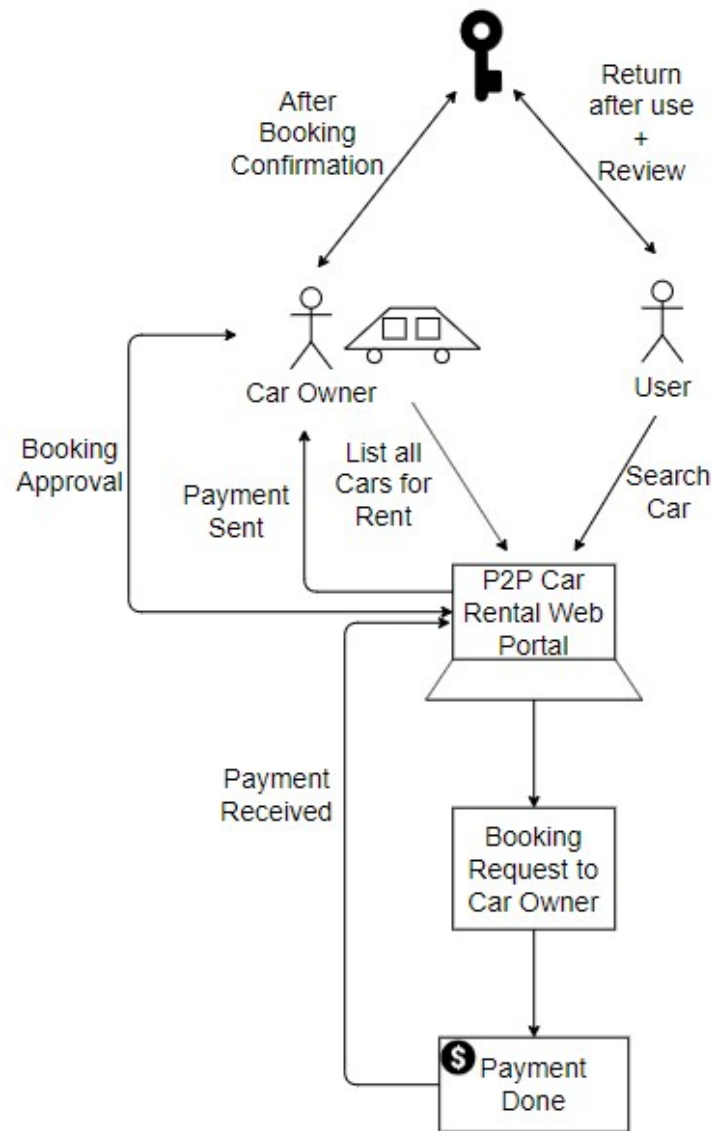 After
Booking
Confirmation
Return
after use
+
Review
Car Owner
User
Booking
Approval
Payment
Sent
List all
Cars for
Rent
Search
Car
P2P Car
Rental Web
Portal
Payment
Received
Booking
Request to
Car Owner
$
Payment
Done